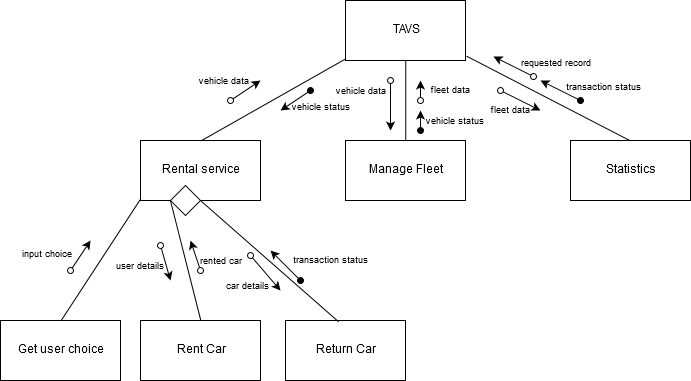 TAVS
requested record
vehicle data
vehicle data
fleet data
transaction status
vehicle status
fleet data
vehicle status
Rental service
Manage Fleet
Statistics
input choice
user details
rented car
transaction status
car details
Get user choice
Rent Car
Return Car